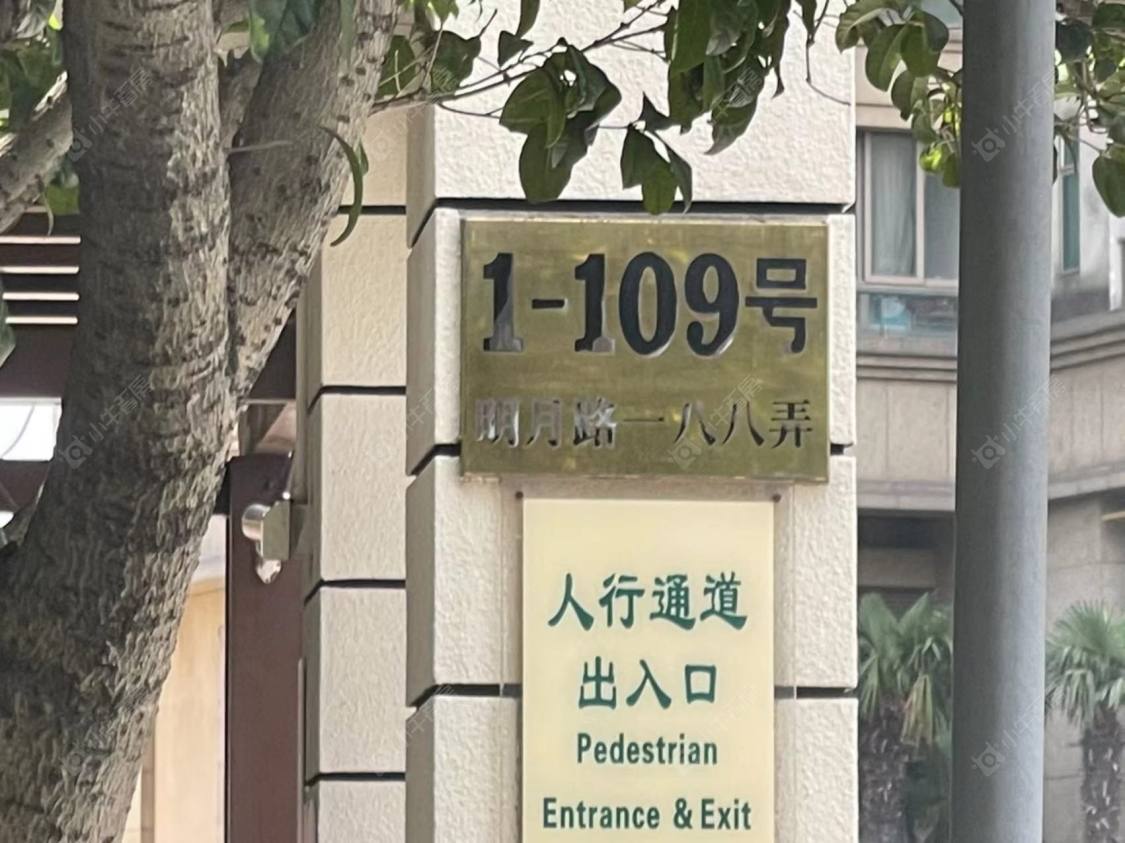 1-109号
明月路一八八弄
人行通道
出入口
Pedestrian
Entrance & Exit